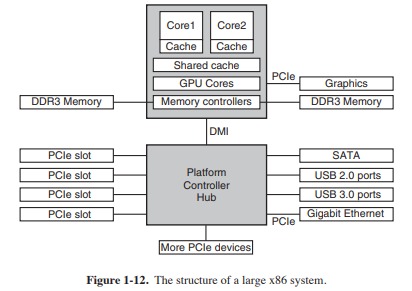 Core1 Core2
Cache Cache
Shared cache
GPU Cores
PCIe
Graphics
DDR3 Memory
Memory controllers
DDR3 Memory
DMI
PCIe slot
SATA
PCIe slot
USB 2.0 ports
PCIe slot
USB 3.0 ports
PCIe slot
Gigabit Ethernet
Platform
Controller
Hub
PCIe
More PCIe devices
Figure 1-12. The structure of a large x86 system.